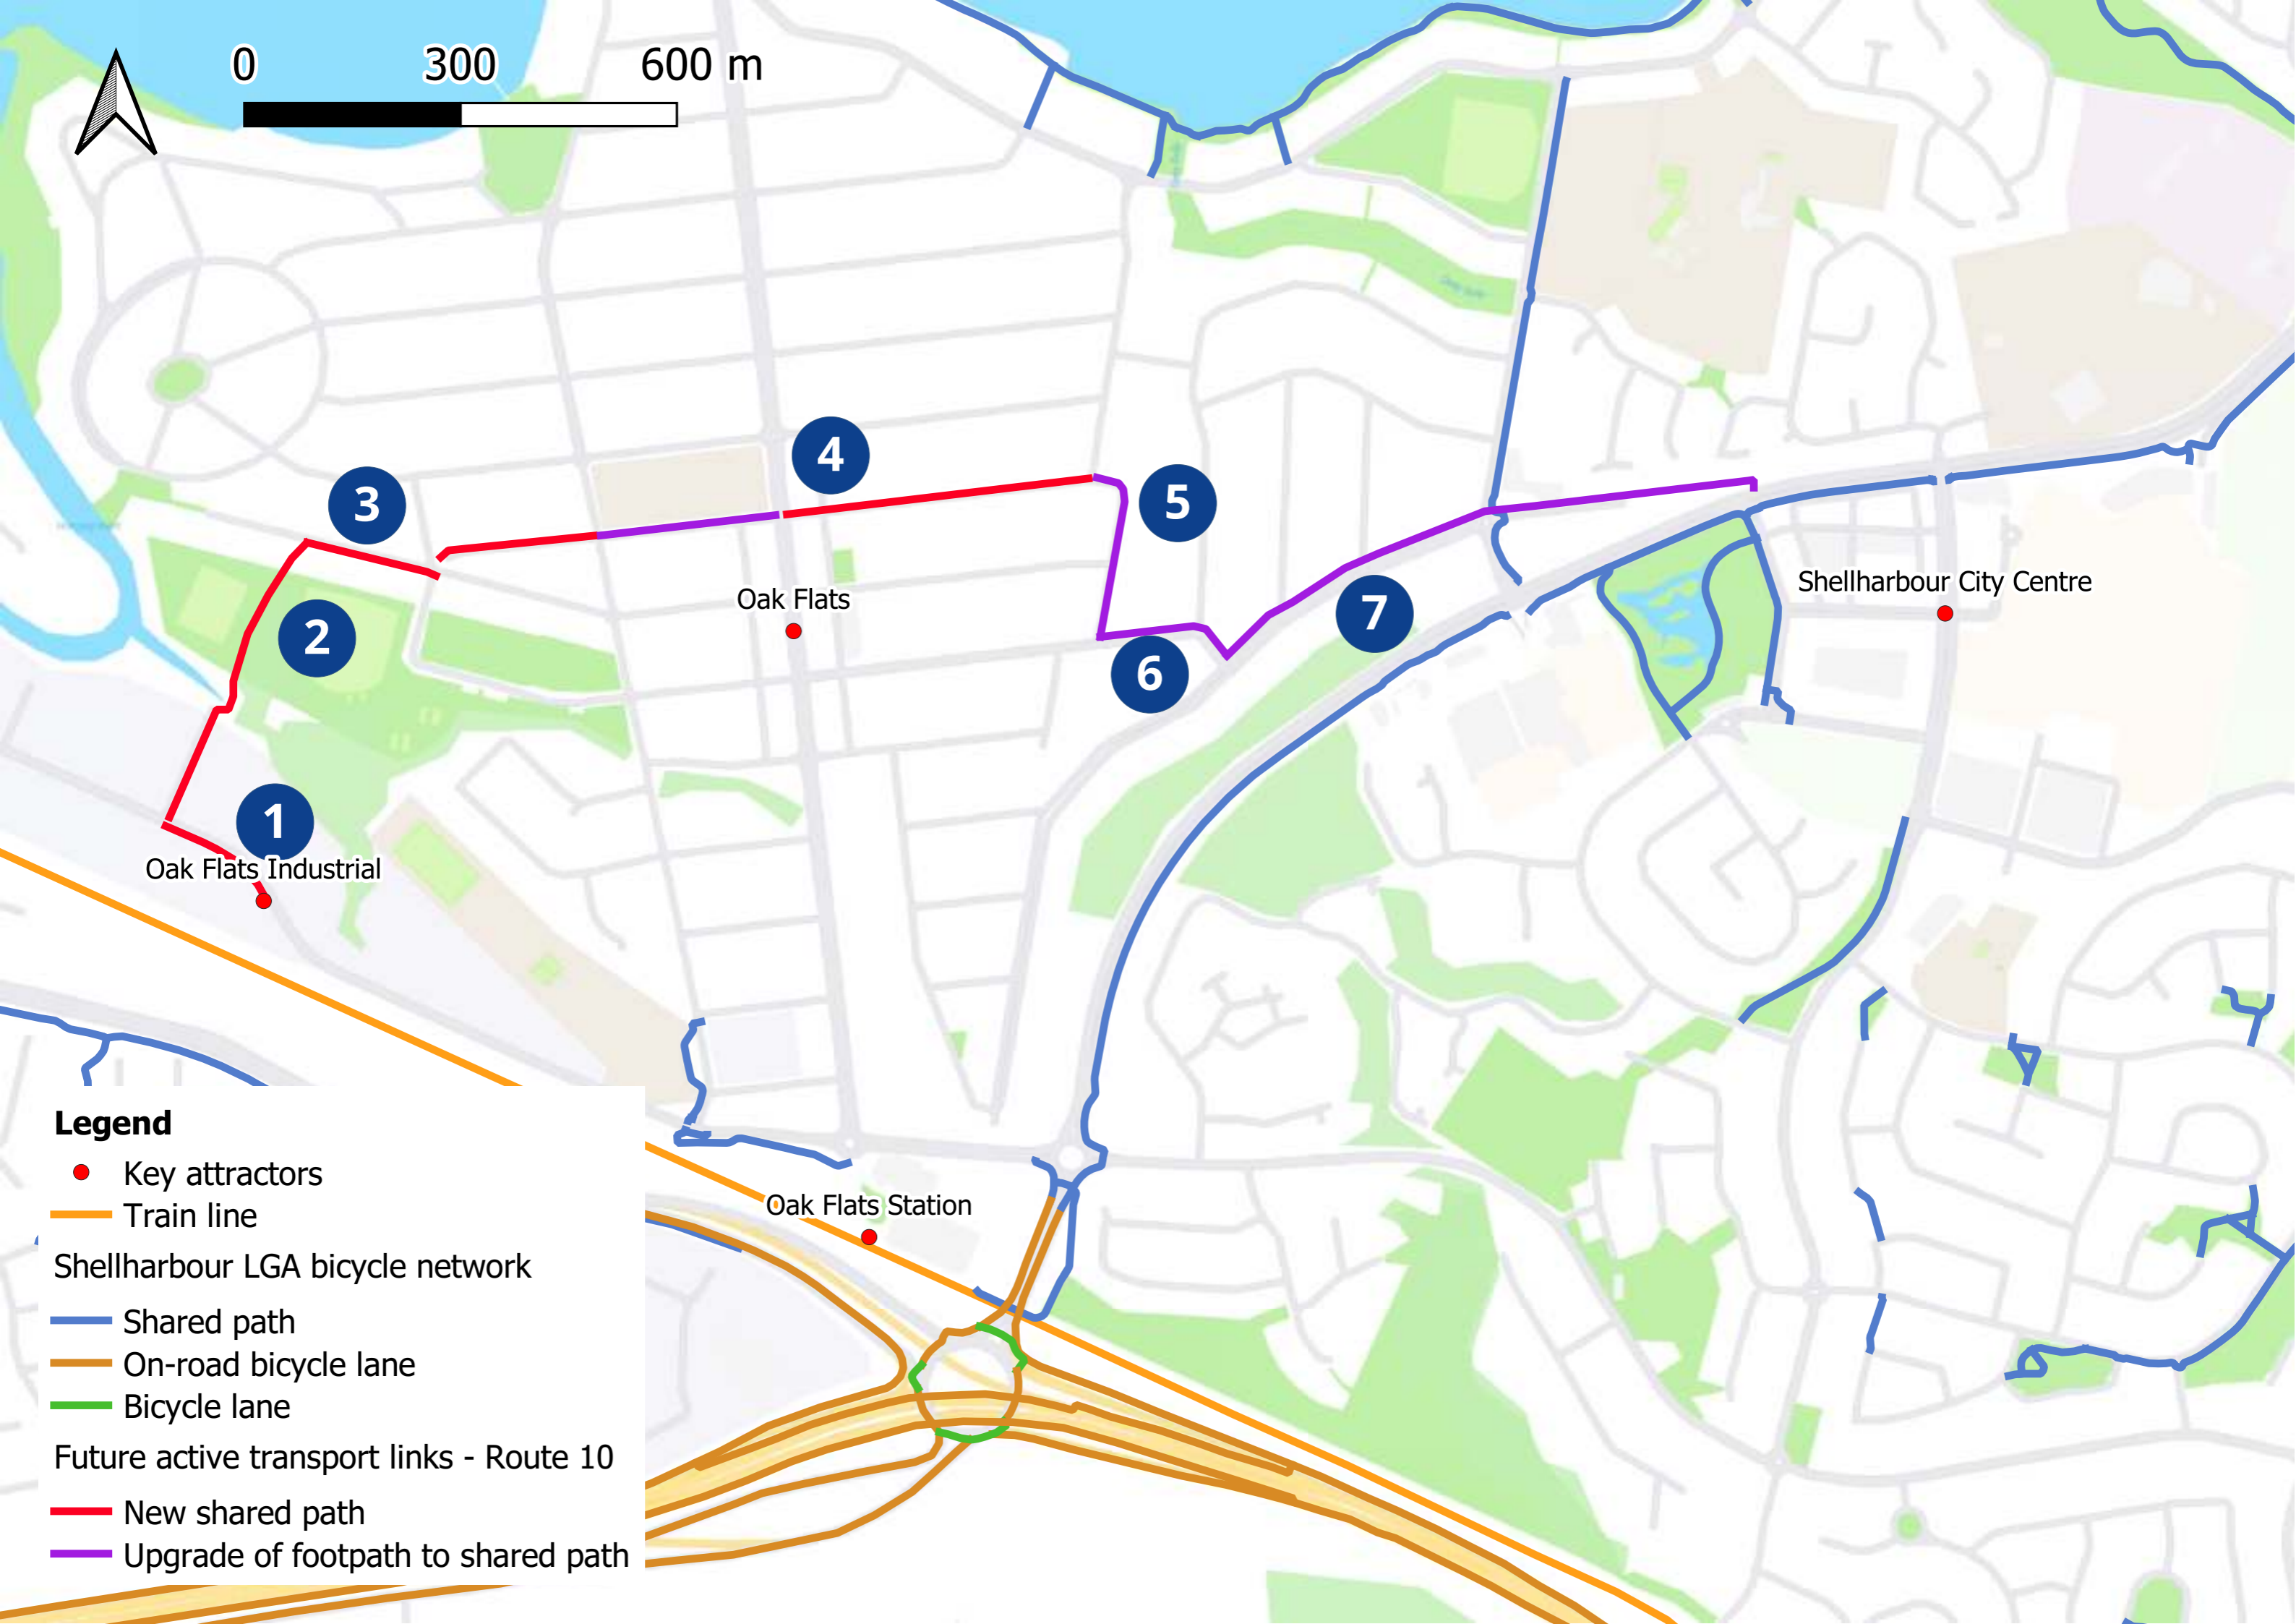 0 300 600 m
4
3
5
Shellharbour City Centre
Oak Flats
7
2
6
1
Oak Flats Industrial
Oak Flats Station
Legend
Key attractors
Train line
Shellharbour LGA bicycle network
Shared path
On-road bicycle lane
Bicycle lane
Future active transport links - Route 10
New shared path
Upgrade of footpath to shared path